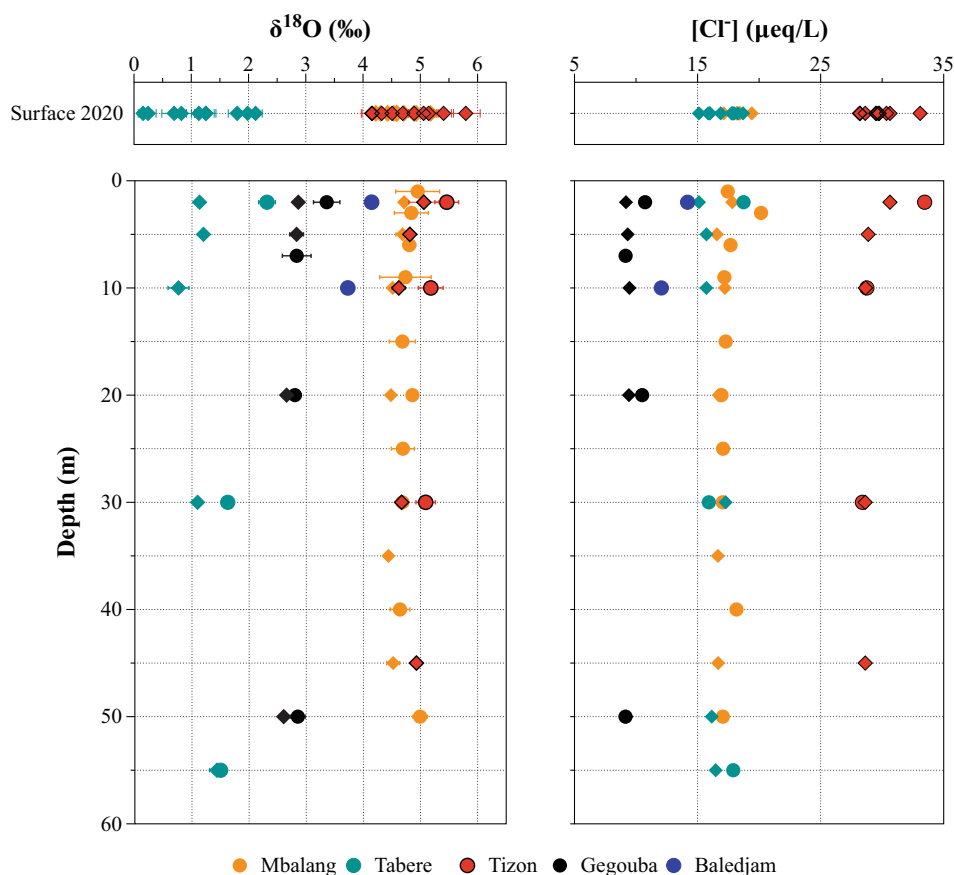 δ18O (‰)
[Cl-] (μeq/L)
0 1 2 3 4 5 6
5 15 25 35
Surface 2020
0
10
20
30
40
50
60
Depth (m)
Mbalang Tabere Tizon Gegouba Baledjam